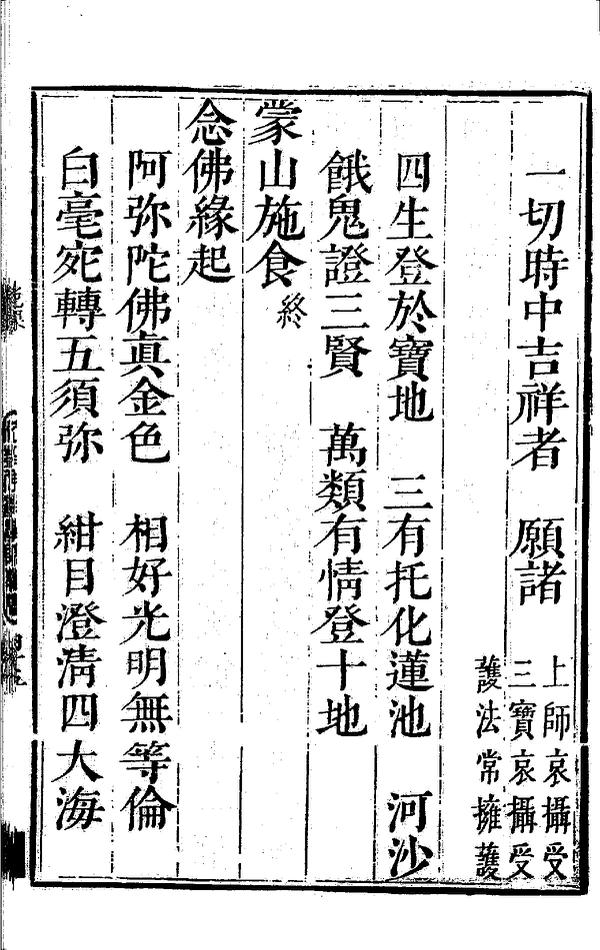 一切時中吉祥者　願諸
上師哀攝受
三寶哀攝受
護法常擁護
四生登於寶地　三有托化蓮池　河沙
餓鬼證三賢　萬類有情登十地
蒙山施食終
念佛緣起
阿弥陀佛眞金色　相好光明無等倫
白毫宛轉五須弥　紺目澄清四大海